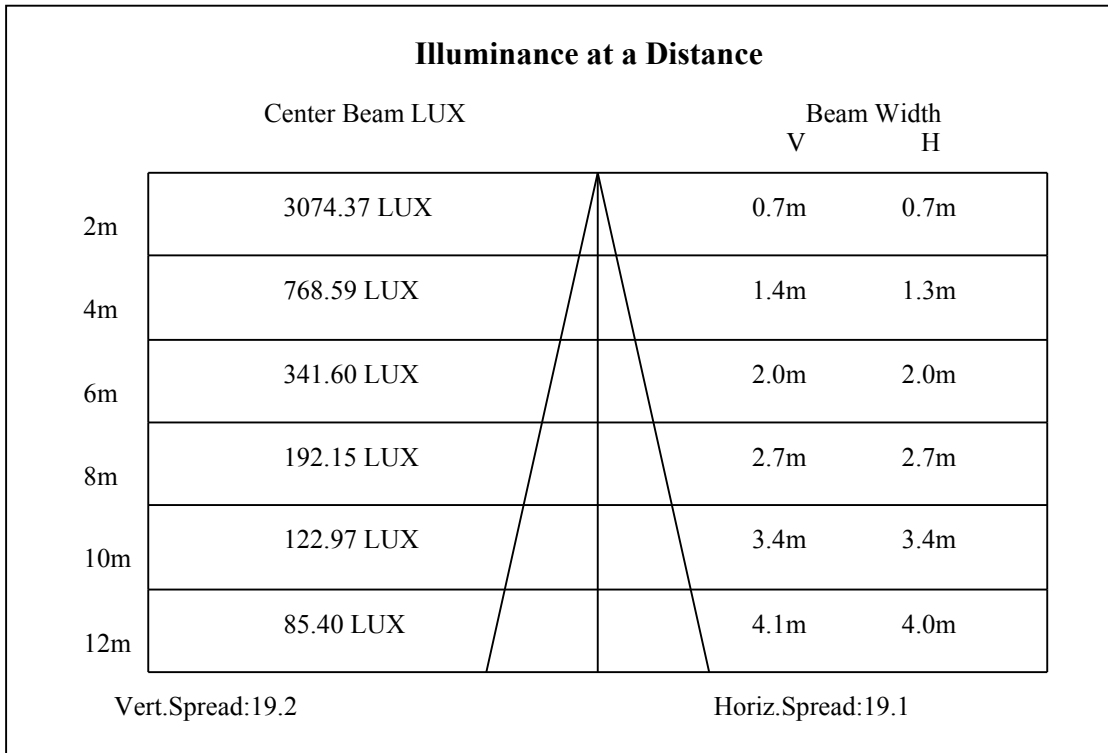 Illuminance at a Distance
Center Beam LUX Beam Width
V H
2m 3074.37 LUX 0.7m 0.7m
4m 768.59 LUX 1.4m 1.3m
6m 341.60 LUX 2.0m 2.0m
8m 192.15 LUX 2.7m 2.7m
10m 122.97 LUX 3.4m 3.4m
12m 85.40 LUX 4.1m 4.0m
Vert.Spread:19.2 Horiz.Spread:19.1